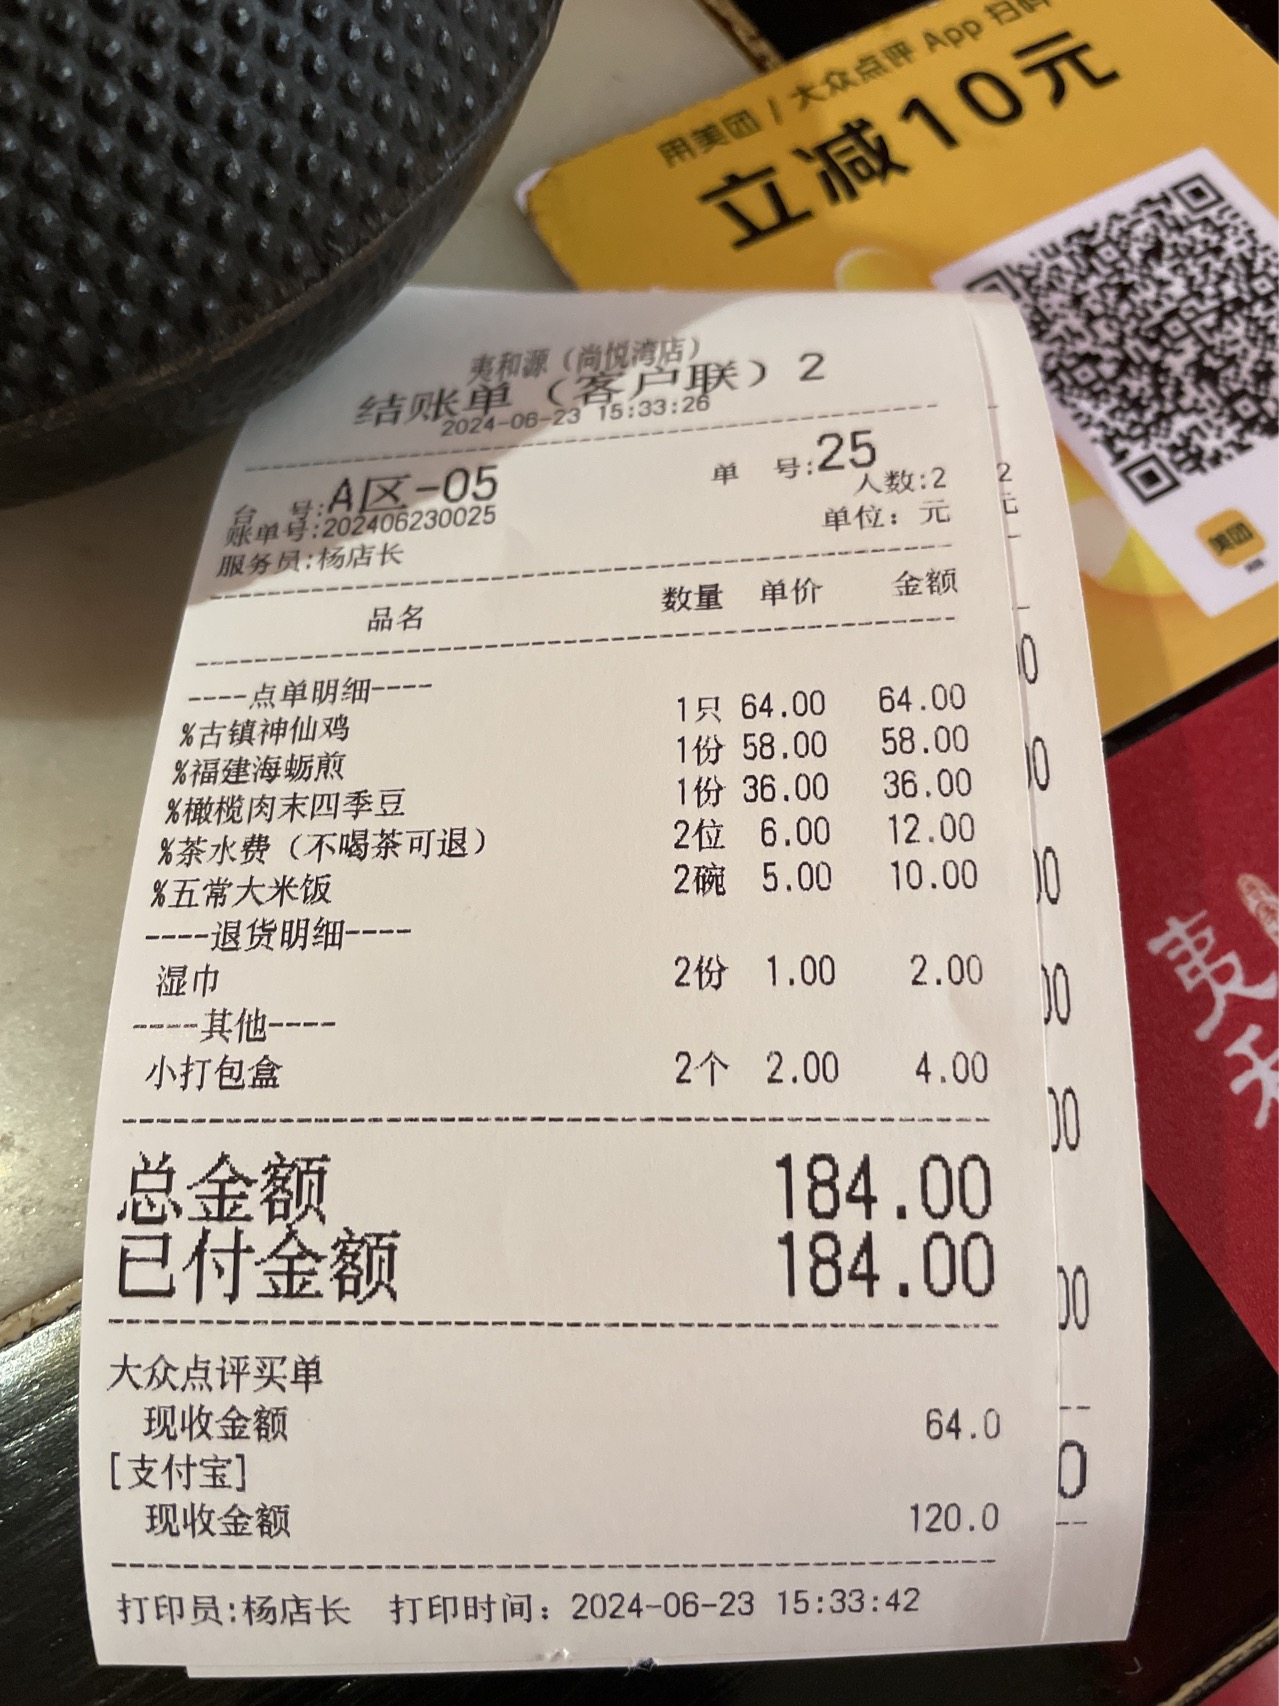 用美团 / 大众点评 App 扫码
立减10元
美团
夷和源（尚悦湾店）
结账单（客户联）2
2024-06-23 15:33:26
台 号:A区-05 单 号:25
账单号:202406230025 人数:2
服务员:杨店长 单位：元
品名 数量 单价 金额
----点单明细----
%古镇神仙鸡 1只 64.00 64.00
%福建海蛎煎 1份 58.00 58.00
%橄榄肉末四季豆 1份 36.00 36.00
%茶水费（不喝茶可退） 2位 6.00 12.00
%五常大米饭 2碗 5.00 10.00
----退货明细----
湿巾 2份 1.00 2.00
----其他----
小打包盒 2个 2.00 4.00
总金额 184.00
已付金额 184.00
大众点评买单
现收金额 64.0
[支付宝]
现收金额 120.0
打印员:杨店长 打印时间：2024-06-23 15:33:42
夷